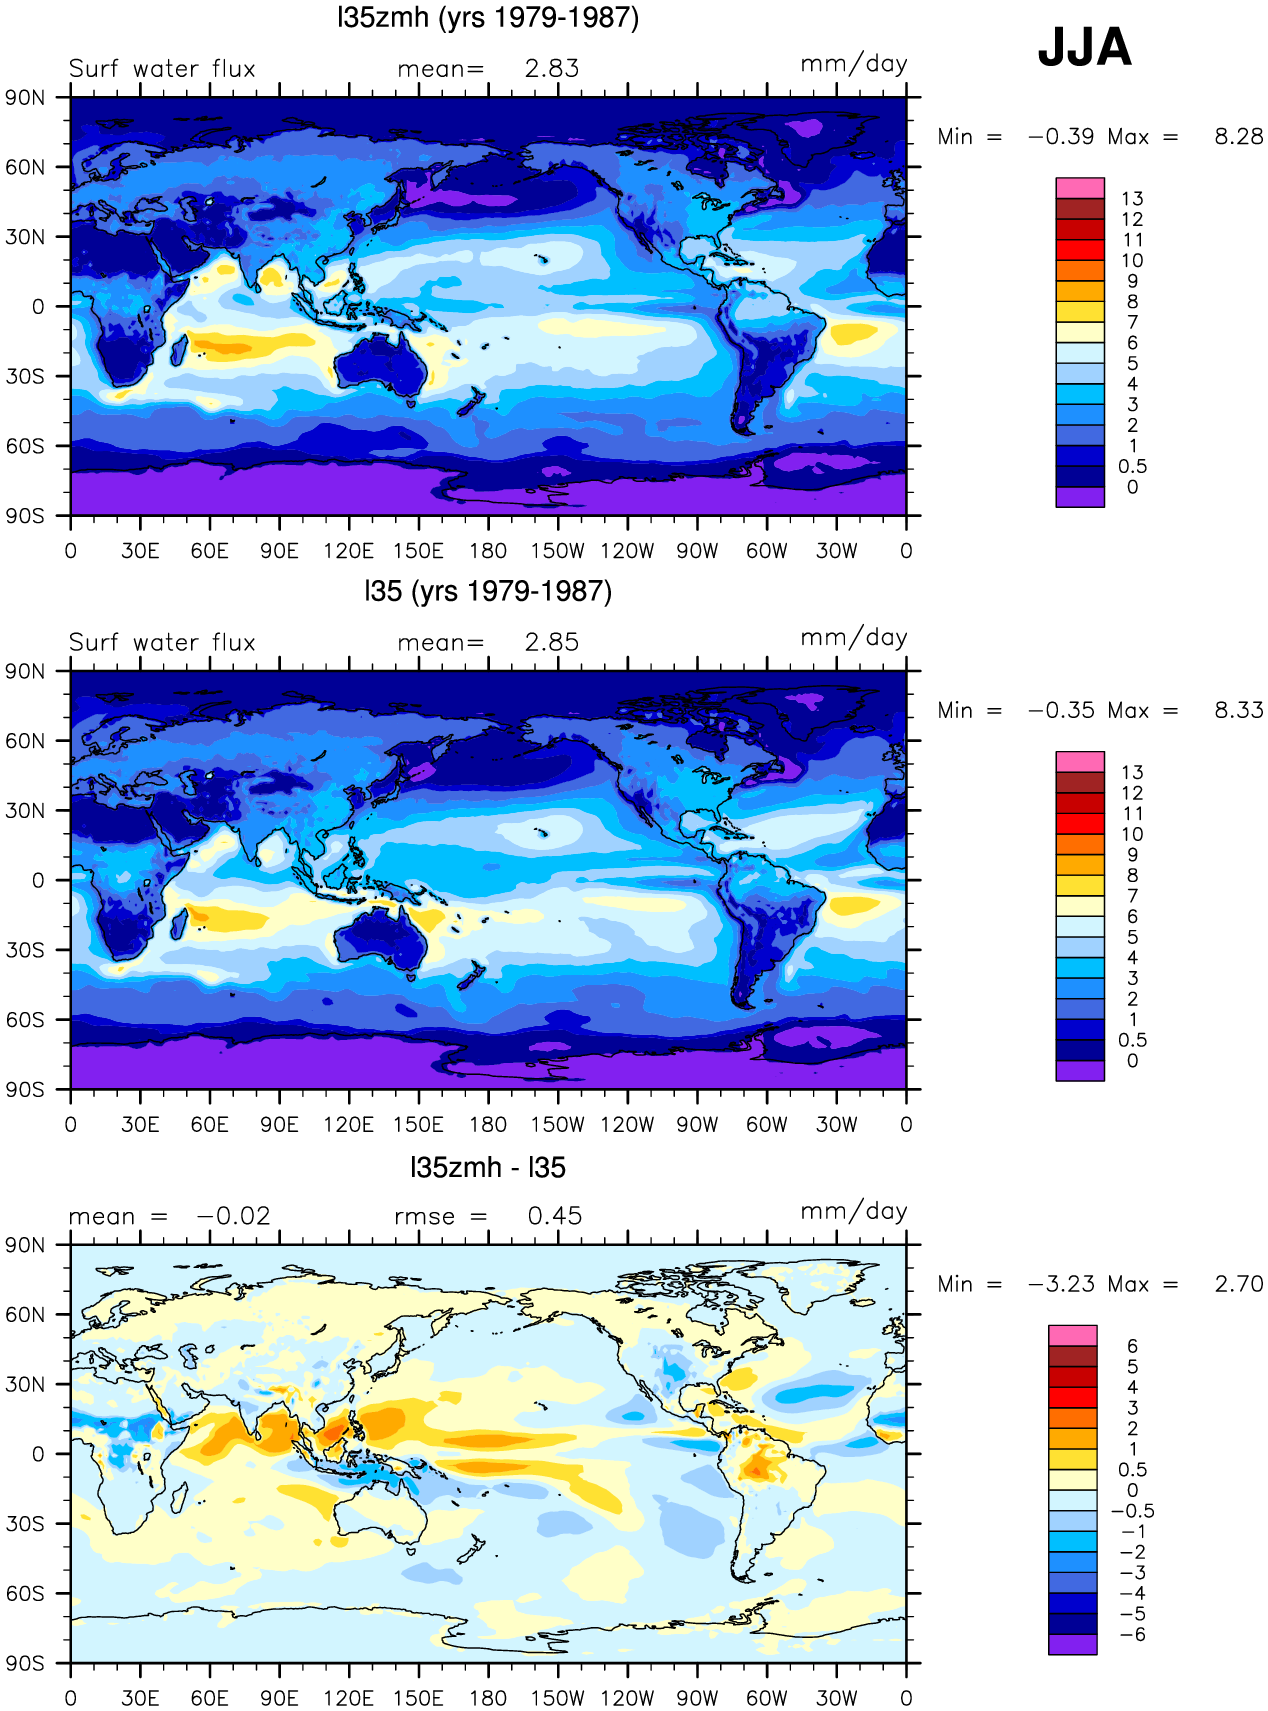 l35zmh (yrs 1979-1987)
JJA
Surf water flux mean= 2.83 mm/day
Min = −0.39 Max = 8.28
90N
60N
30N
0
30S
60S
90S
0 30E 60E 90E 120E 150E 180 150W 120W 90W 60W 30W 0
13
12
11
10
9
8
7
6
5
4
3
2
1
0.5
0
l35 (yrs 1979-1987)
Surf water flux mean= 2.85 mm/day
Min = −0.35 Max = 8.33
90N
60N
30N
0
30S
60S
90S
0 30E 60E 90E 120E 150E 180 150W 120W 90W 60W 30W 0
13
12
11
10
9
8
7
6
5
4
3
2
1
0.5
0
l35zmh - l35
mean = −0.02 rmse = 0.45 mm/day
Min = −3.23 Max = 2.70
90N
60N
30N
0
30S
60S
90S
0 30E 60E 90E 120E 150E 180 150W 120W 90W 60W 30W 0
6
5
4
3
2
1
0.5
0
−0.5
−1
−2
−3
−4
−5
−6